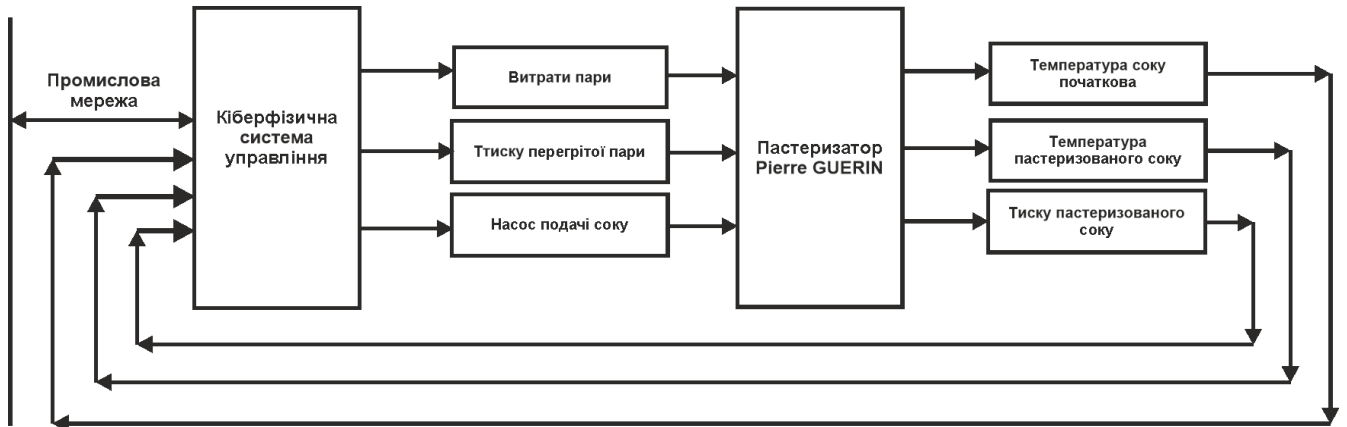 Промислова
мережа
Кіберфізична
система
управління
Витрати пари
Ттиску перегрітої пари
Насос подачі соку
Пастеризатор
Pierre GUERIN
Температура соку
початкова
Температура
пастеризованого соку
Тиску пастеризованого
соку